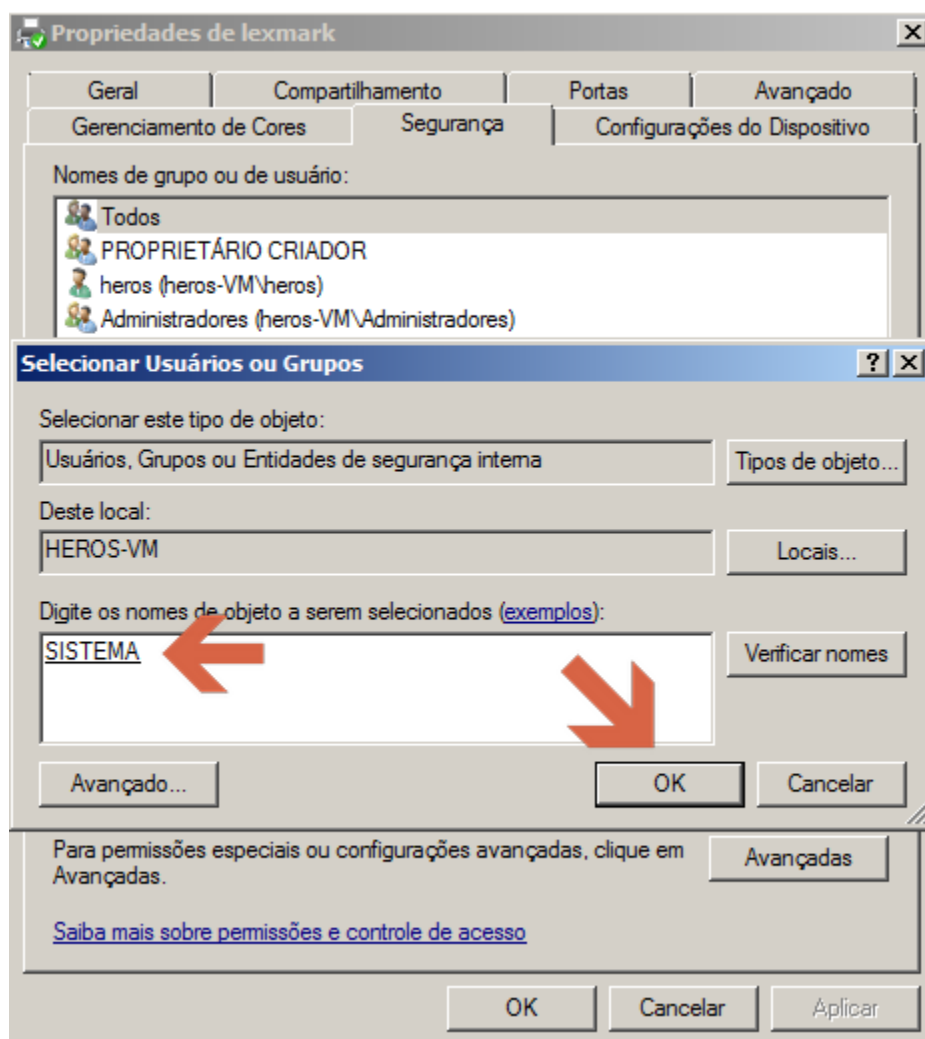 Propriedades de lexmark
Geral
Compartilhamento
Portas
Avançado
Gerenciamento de Cores
Segurança
Configurações do Dispositivo
Nomes de grupo ou de usuário:
Todos
PROPRIETÁRIO CRIADOR
heros (heros-VM\heros)
Administradores (heros-VM\Administradores)
Selecionar Usuários ou Grupos
Selecionar este tipo de objeto:
Usuários, Grupos ou Entidades de segurança interna
Tipos de objeto...
Deste local:
HEROS-VM
Locais...
Digite os nomes de objeto a serem selecionados (exemplos):
SISTEMA
Verificar nomes
Avançado...
OK
Cancelar
Para permissões especiais ou configurações avançadas, clique em
Avançadas.
Avançadas
Saiba mais sobre permissões e controle de acesso
OK
Cancelar
Aplicar